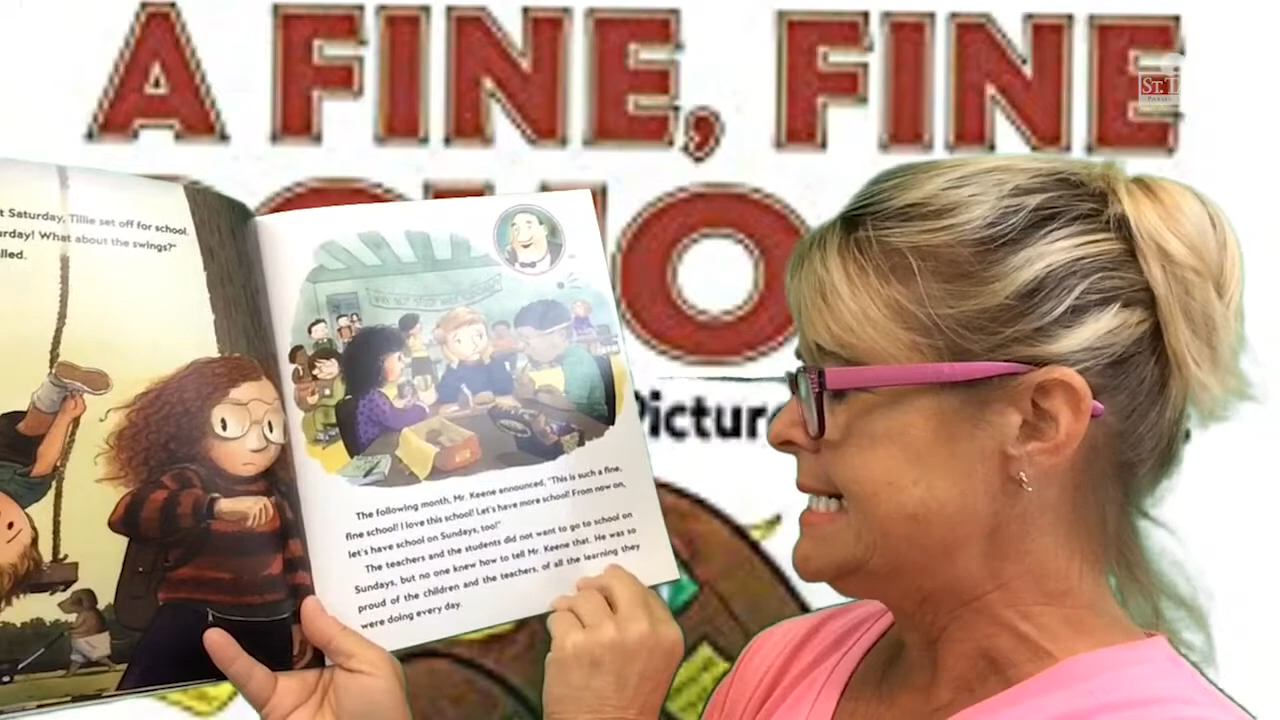 A FINE, FINE
Picture
t Saturday, Tillie set off for school.
urday! What about the swings?"
lled.
The following month, Mr. Keene announced, "This is such a fine,
fine school! I love this school! Let's have more school! From now on,
let's have school on Sundays, too!"
The teachers and the students did not want to go to school on
Sundays, but no one knew how to tell Mr. Keene that. He was so
proud of the children and the teachers, of all the learning they
were doing every day.